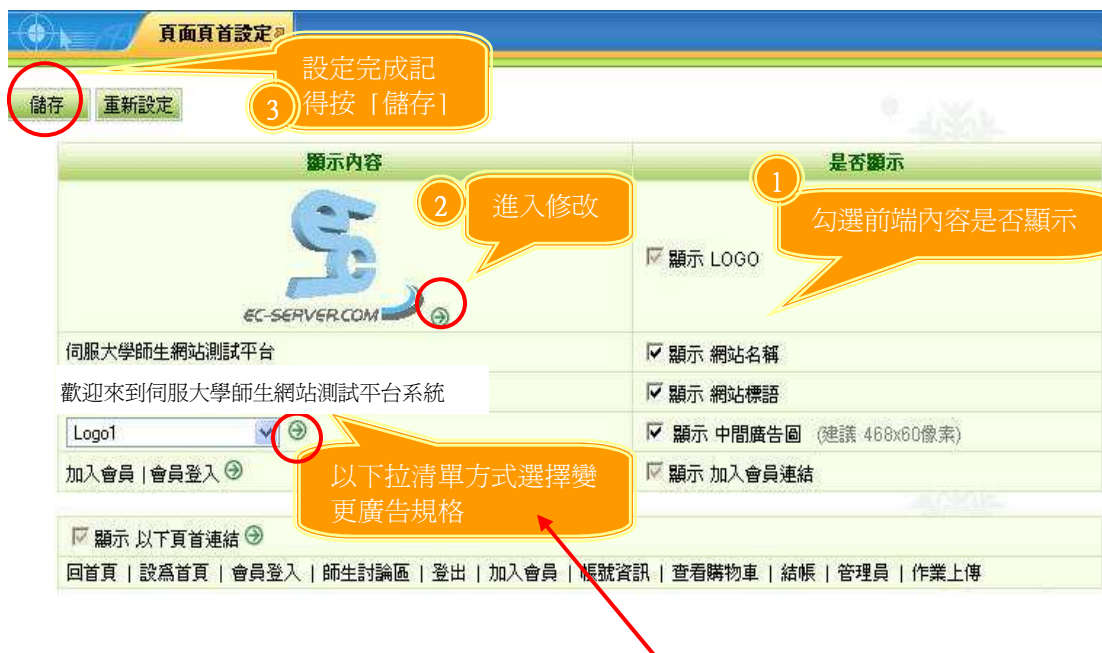 頁面頁首設定
設定完成記
得按「儲存」
3
儲存 重新設定
顯示內容 是否顯示
1
勾選前端內容是否顯示
2
進入修改
EC-SERVER.COM
顯示 LOGO
伺服大學師生網站測試平台
顯示 網站名稱
歡迎來到伺服大學師生網站測試平台系統
顯示 網站標語
Logo1
顯示 中間廣告圖 (建議 468x60像素)
加入會員 | 會員登入
顯示 加入會員連結
以下拉清單方式選擇變
更廣告規格
顯示 以下頁首連結
回首頁 | 設為首頁 | 會員登入 | 師生討論區 | 登出 | 加入會員 | 帳號資訊 | 查看購物車 | 結帳 | 管理員 | 作業上傳